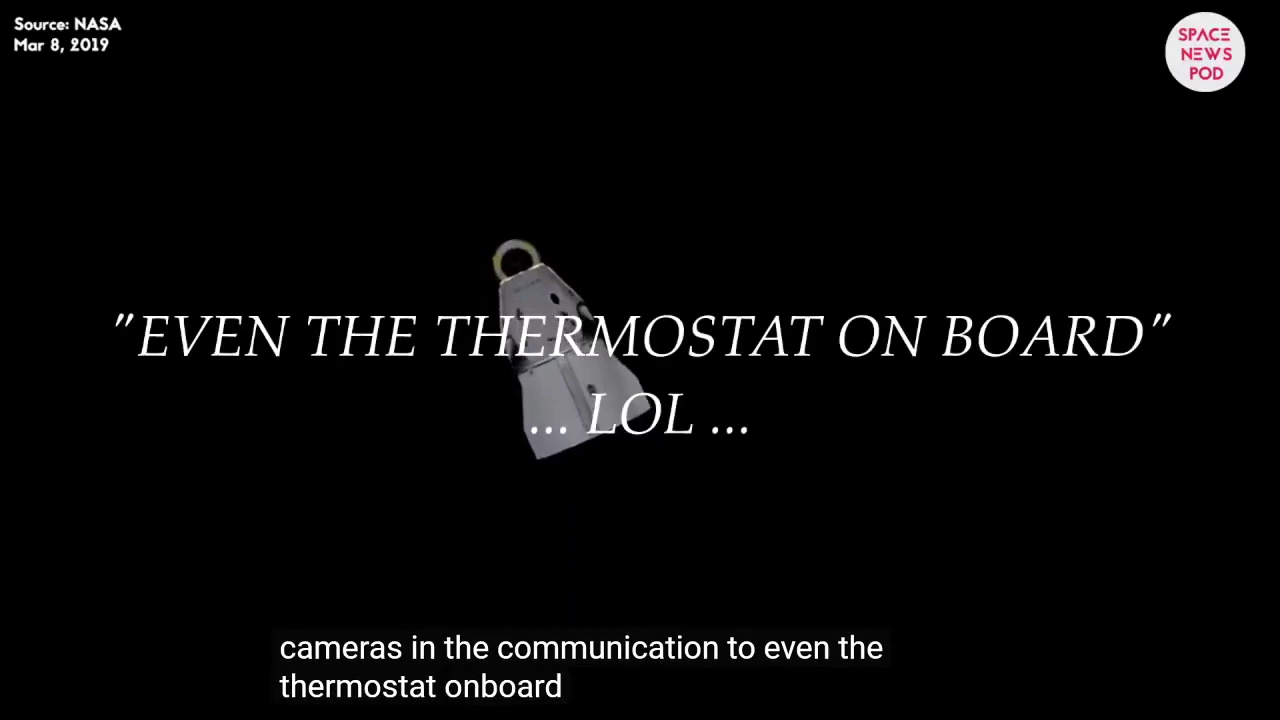 Source: NASA
Mar 8, 2019
SPACE
NEWS
POD
"EVEN THE THERMOSTAT ON BOARD"
... LOL ...
cameras in the communication to even the
thermostat onboard